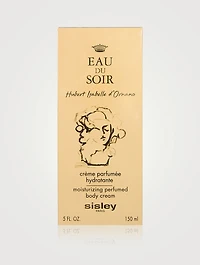 EAU
DU
SOIR
Hubert Isabelle d'Ornano
crème parfumée
hydratante
moisturizing perfumed
body cream
sisley
PARIS
5 FL. OZ.
150 ml